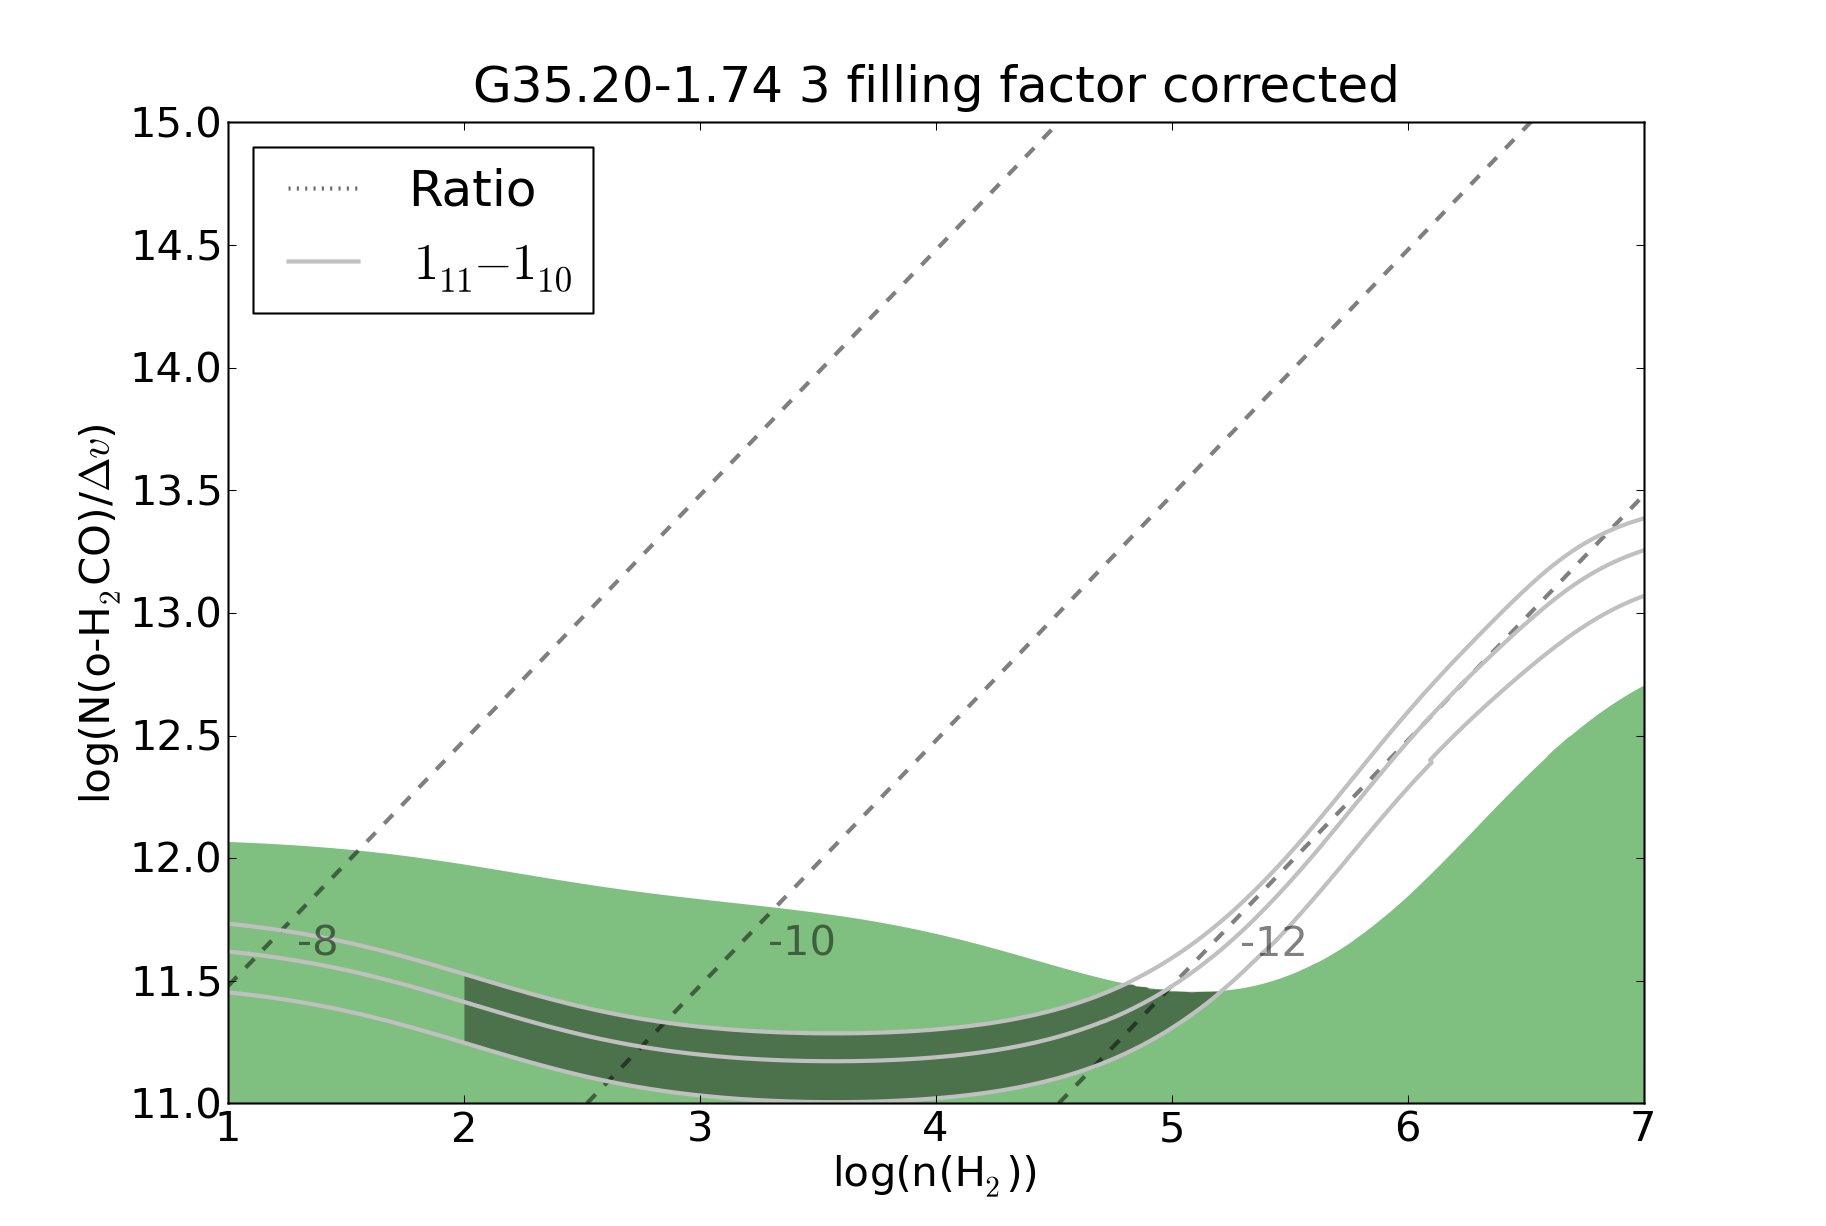 G35.20-1.74 3 filling factor corrected
15.0
14.5
14.0
13.5
13.0
12.5
12.0
11.5
11.0
log(N(o-H₂CO)/Δv)
Ratio
1₁₁−1₁₀
-8
-10
-12
1 2 3 4 5 6 7
log(n(H₂))